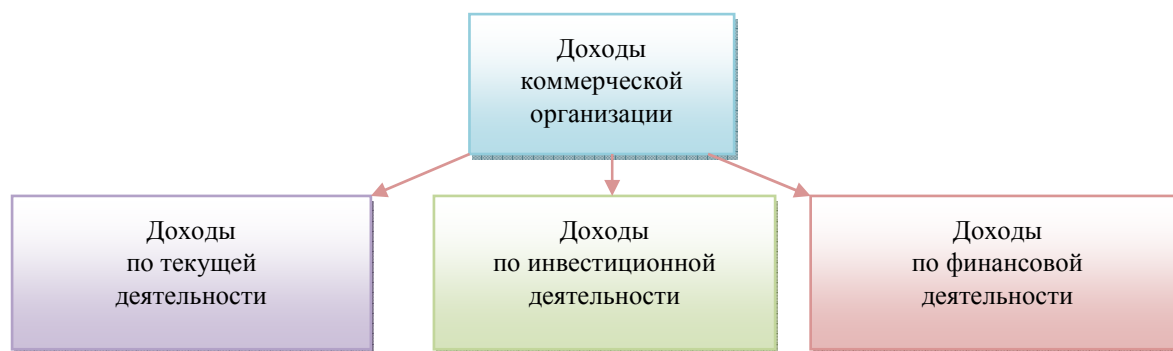 Доходы
коммерческой
организации
Доходы
по текущей
деятельности
Доходы
по инвестиционной
деятельности
Доходы
по финансовой
деятельности